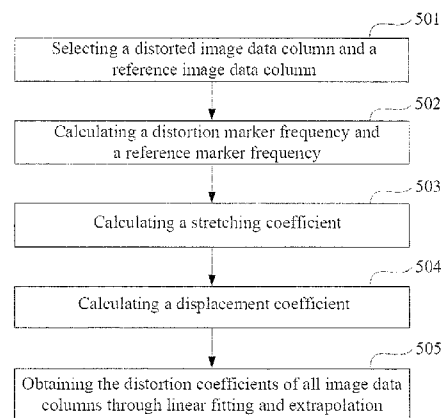 501
Selecting a distorted image data column and a
reference image data column
502
Calculating a distortion marker frequency and
a reference marker frequency
503
Calculating a stretching coefficient
504
Calculating a displacement coefficient
505
Obtaining the distortion coefficients of all image data
columns through linear fitting and extrapolation